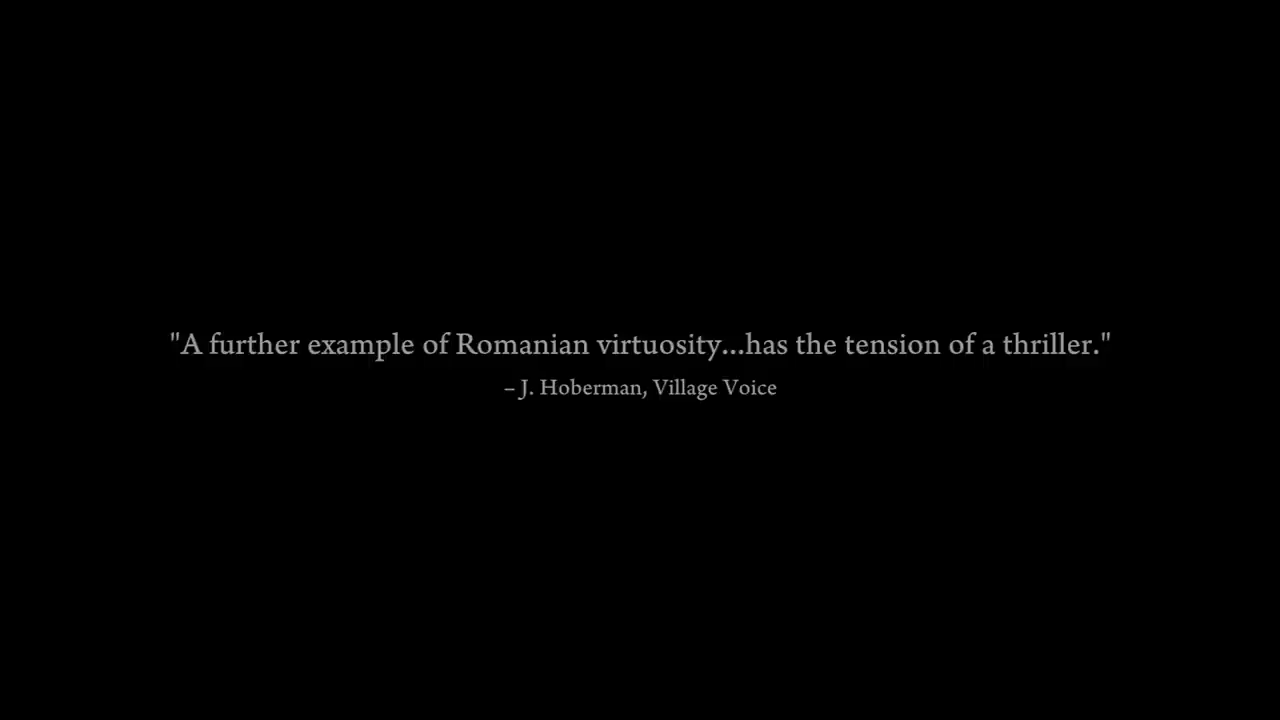 "A further example of Romanian virtuosity...has the tension of a thriller."
– J. Hoberman, Village Voice